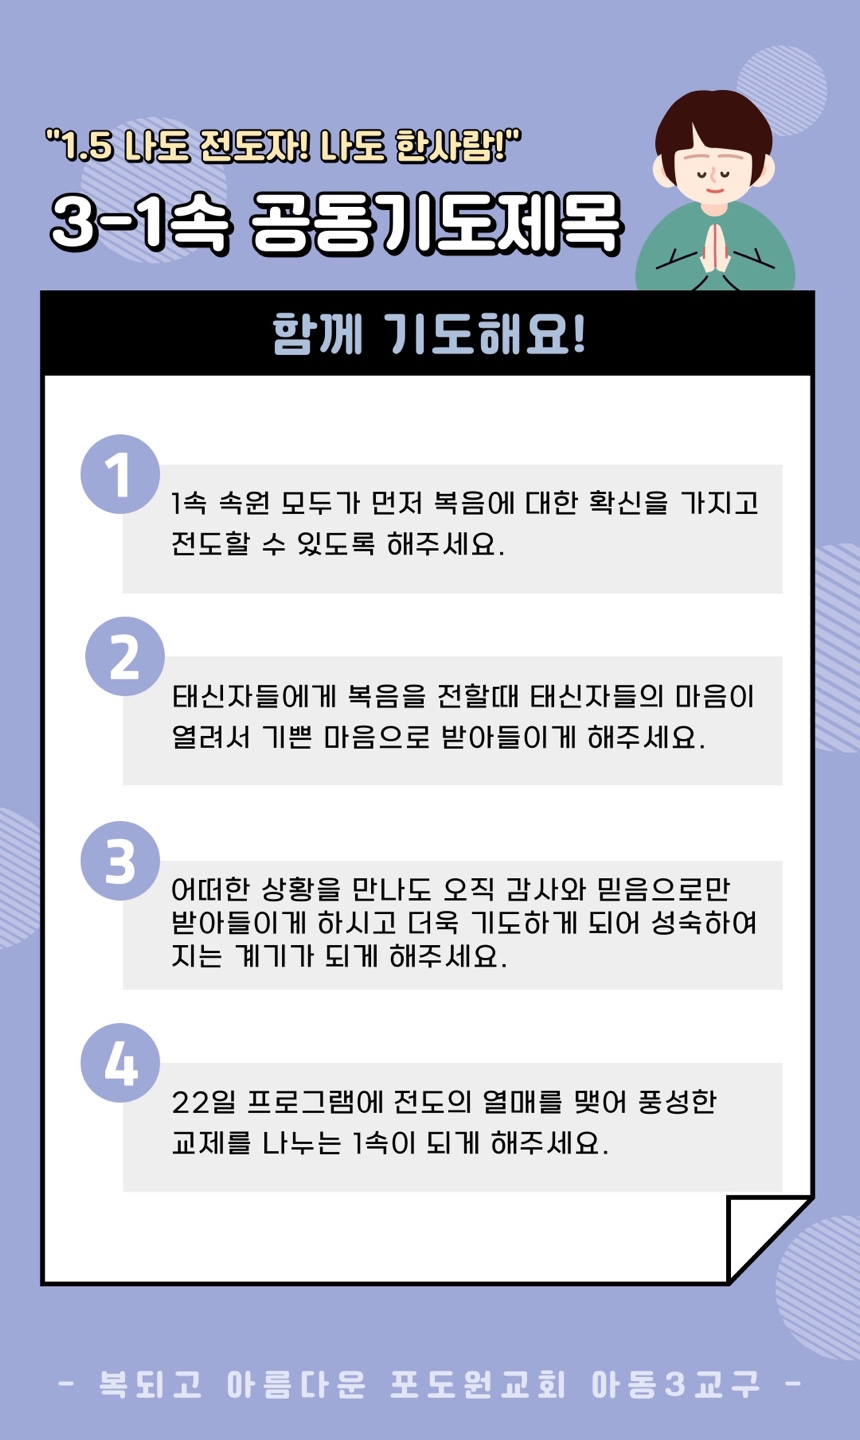 "1.5 나도 전도자! 나도 한사람!"
3-1속 공동기도제목
함께 기도해요!
1
1속 속원 모두가 먼저 복음에 대한 확신을 가지고
전도할 수 있도록 해주세요.
2
태신자들에게 복음을 전할때 태신자들의 마음이
열려서 기쁜 마음으로 받아들이게 해주세요.
3
어떠한 상황을 만나도 오직 감사와 믿음으로만
받아들이게 하시고 더욱 기도하게 되어 성숙하여
지는 계기가 되게 해주세요.
4
22일 프로그램에 전도의 열매를 맺어 풍성한
교제를 나누는 1속이 되게 해주세요.
- 복되고 아름다운 포도원교회 아동3교구 -